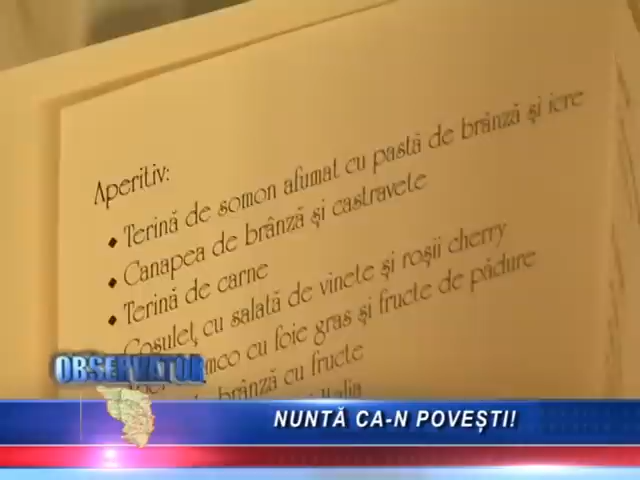 Aperitiv:
• Terină de somon afumat cu pastă de brânză și icre
• Canapea de brânză și castravete
• Terină de carne
Coșuleț cu salată de vinete și roșii cherry
cu foie gras și fructe de pădure
brânză cu fructe
OBSERVATOR
NUNTĂ CA-N POVEȘTI!